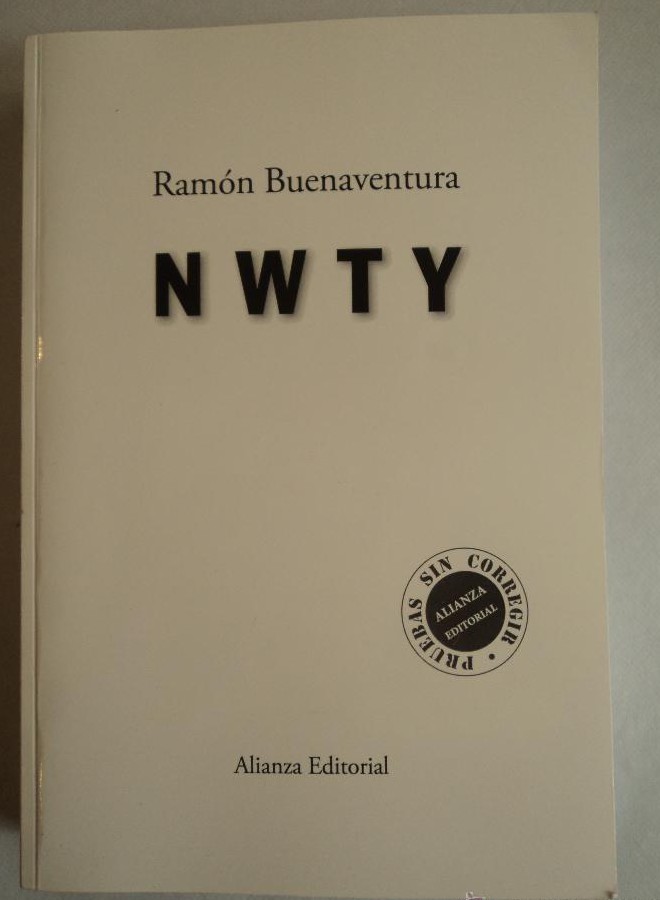 Ramón Buenaventura
NWTY
PRUEBAS SIN CORREGIR •
ALIANZA
EDITORIAL
Alianza Editorial